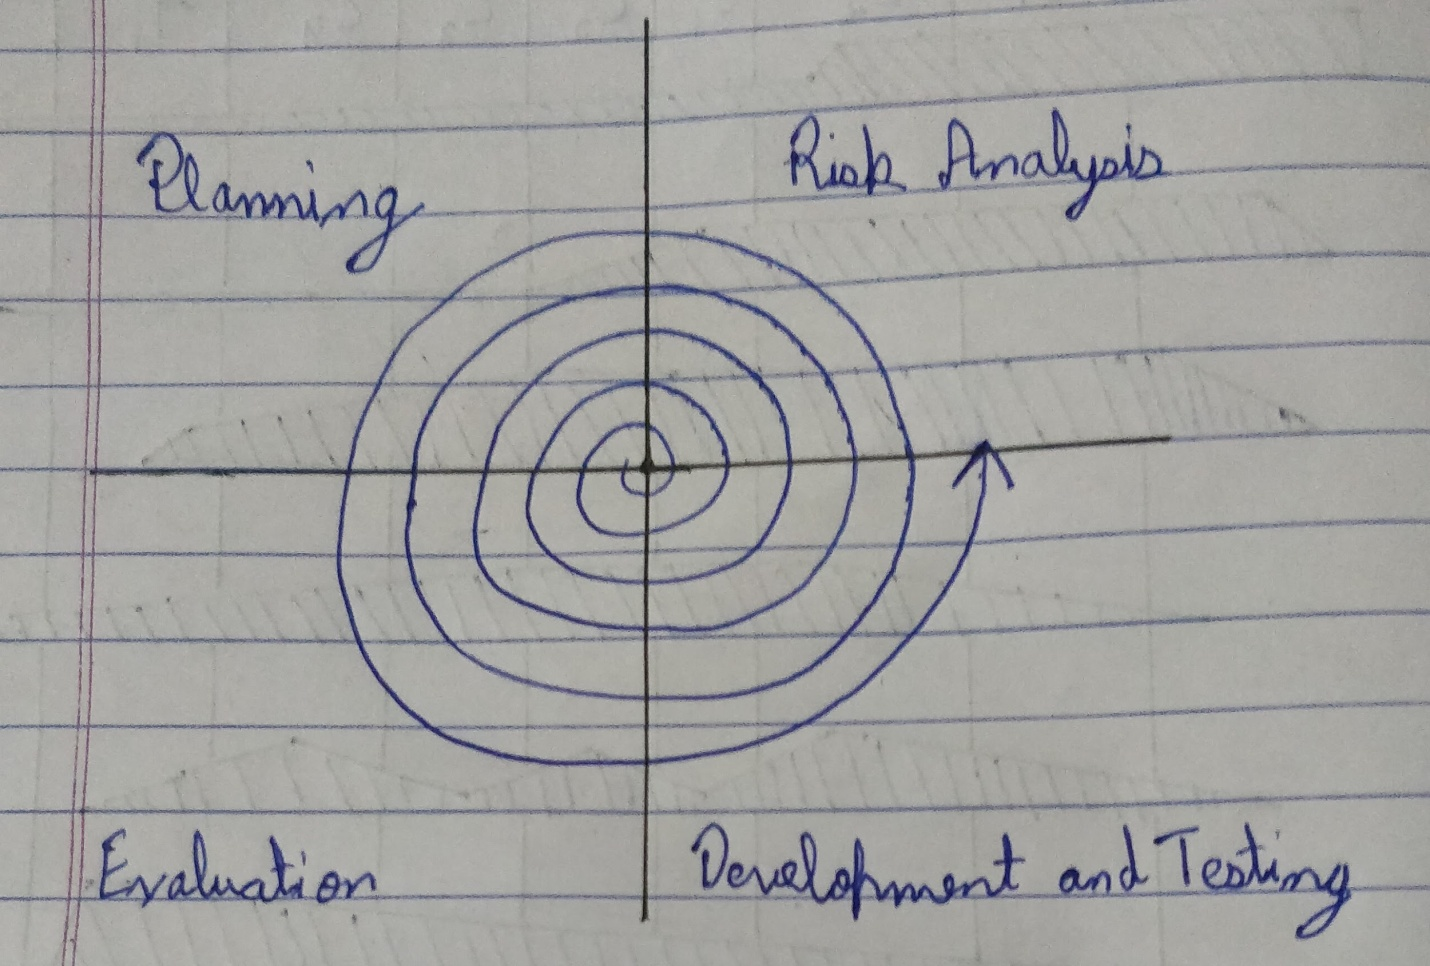 Planning
Risk Analysis
Evaluation
Development and Testing